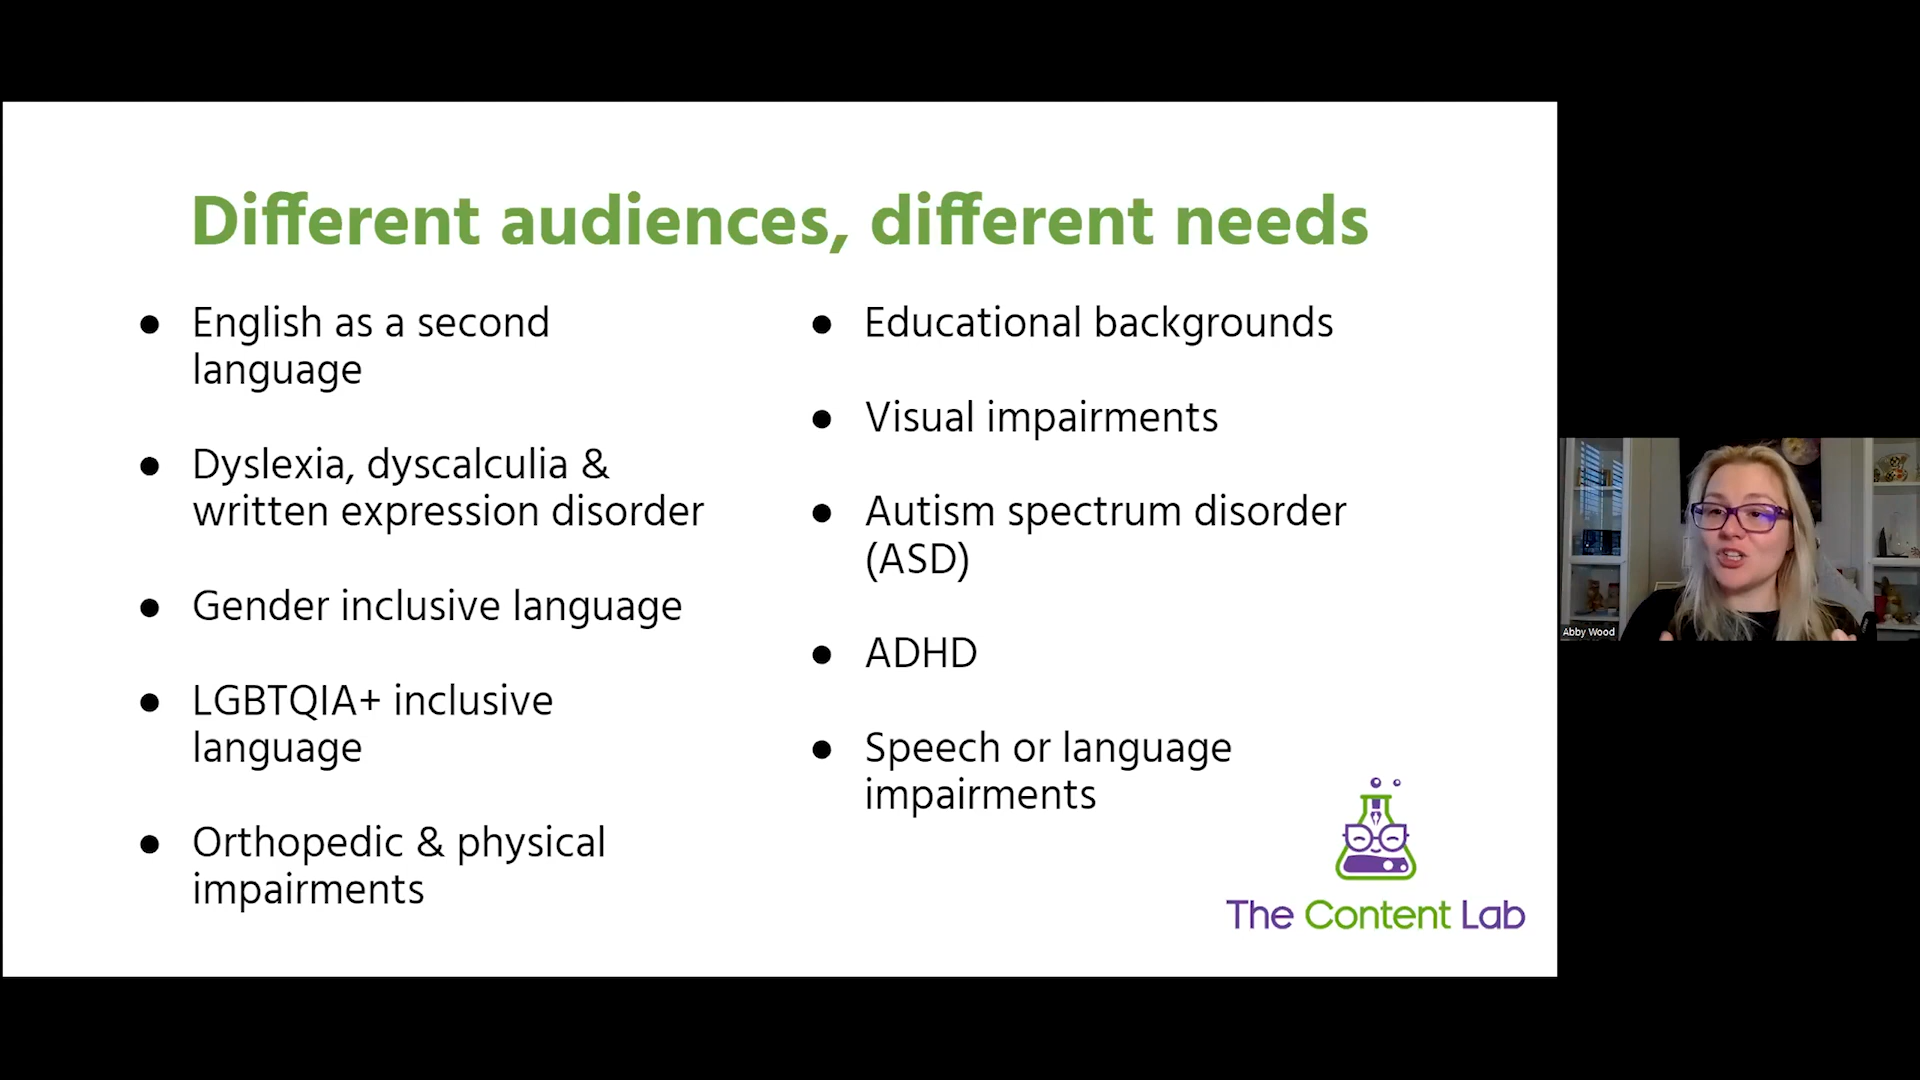 Different audiences, different needs
● English as a second
language
● Dyslexia, dyscalculia &
written expression disorder
● Gender inclusive language
● LGBTQIA+ inclusive
language
● Orthopedic & physical
impairments
● Educational backgrounds
● Visual impairments
● Autism spectrum disorder
(ASD)
● ADHD
● Speech or language
impairments
The Content Lab
Abby Wood